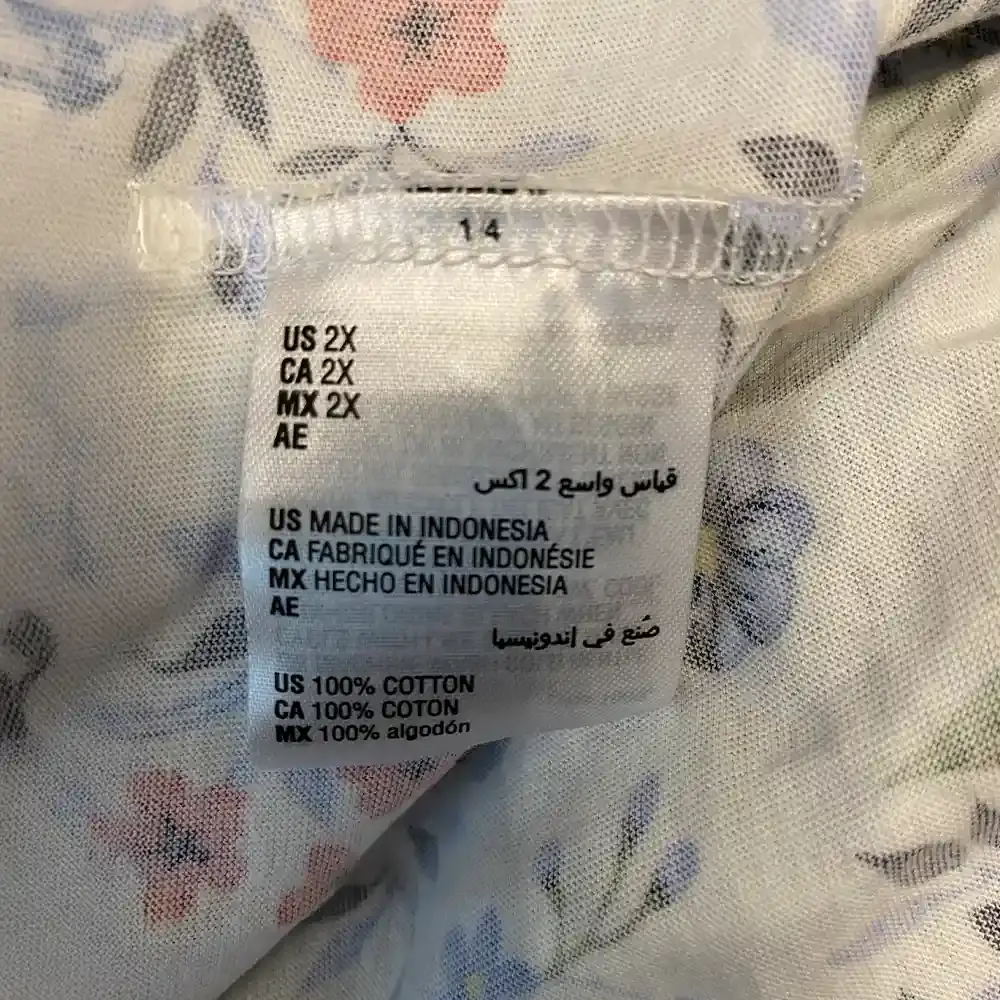 14
US 2X
CA 2X
MX 2X
AE
قياس واسع 2 اكس
US MADE IN INDONESIA
CA FABRIQUÉ EN INDONÉSIE
MX HECHO EN INDONESIA
AE
صُنع في إندونيسيا
US 100% COTTON
CA 100% COTON
MX 100% algodón